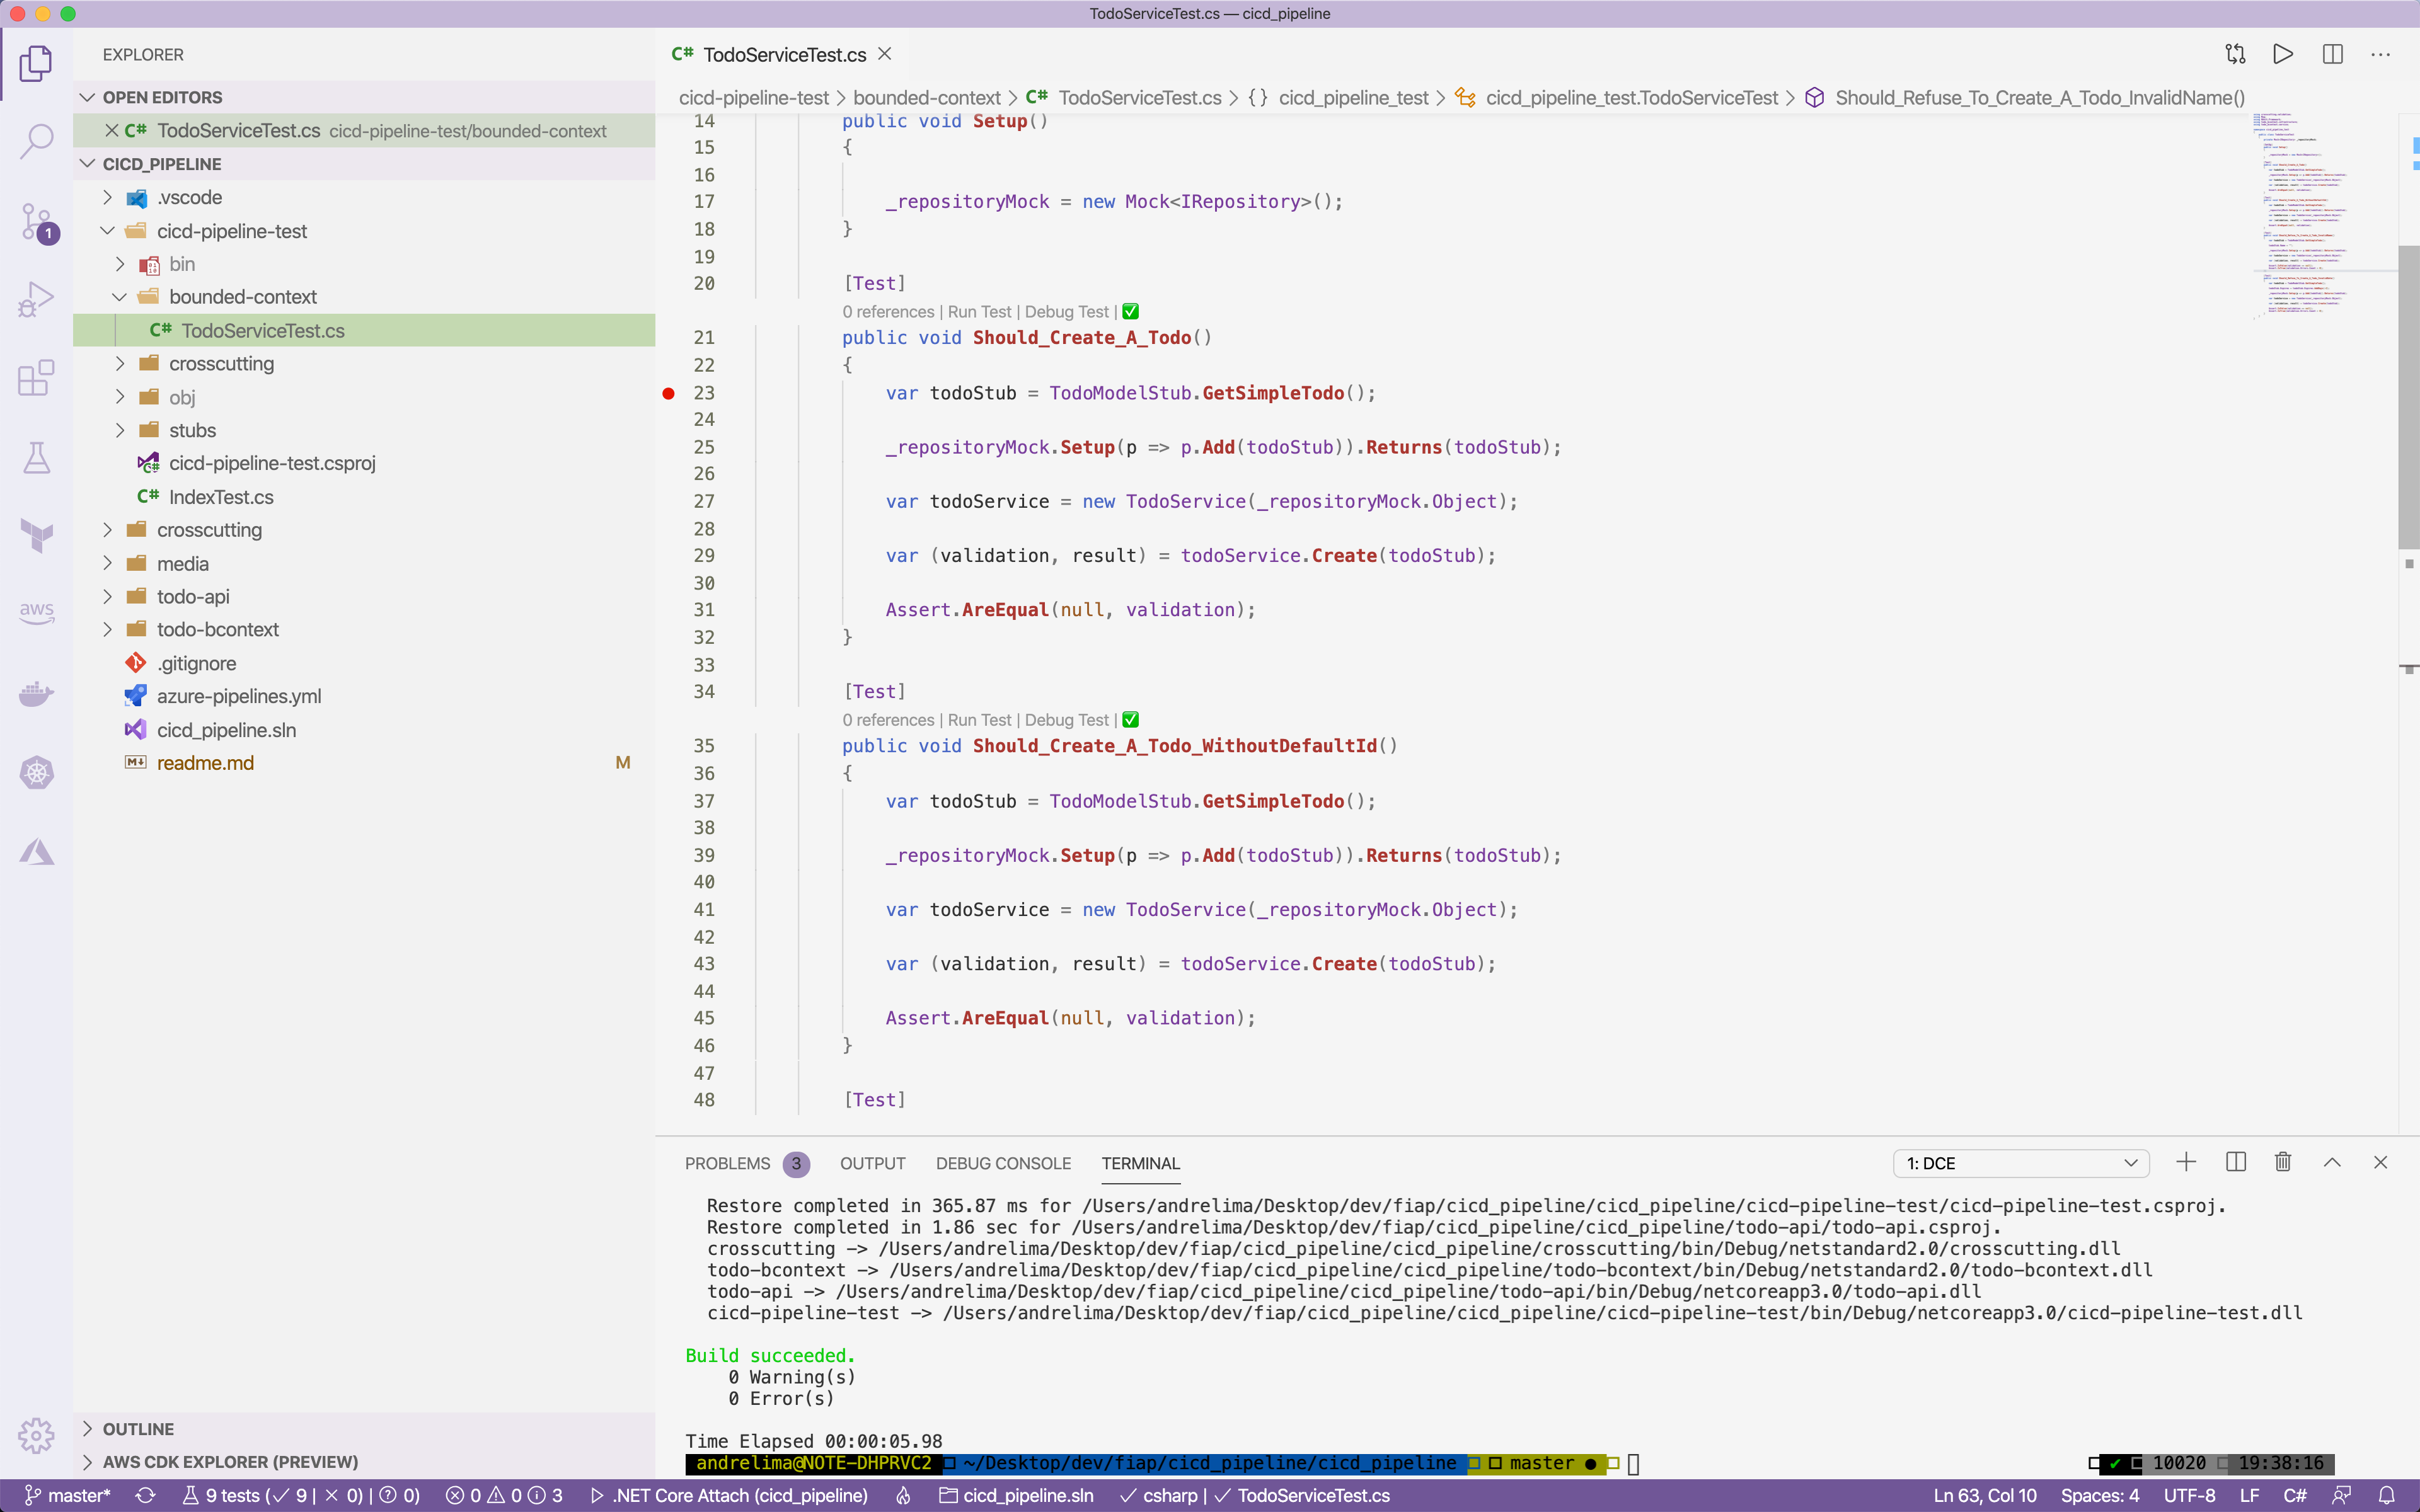 TodoServiceTest.cs — cicd_pipeline
EXPLORER
OPEN EDITORS
TodoServiceTest.cs cicd-pipeline-test/bounded-context
CICD_PIPELINE
.vscode
cicd-pipeline-test
bin
bounded-context
C# TodoServiceTest.cs
crosscutting
obj
stubs
cicd-pipeline-test.csproj
C# IndexTest.cs
crosscutting
media
todo-api
todo-bcontext
.gitignore
azure-pipelines.yml
cicd_pipeline.sln
readme.md M
OUTLINE
AWS CDK EXPLORER (PREVIEW)
1
aws
C# TodoServiceTest.cs
cicd-pipeline-test > bounded-context > C# TodoServiceTest.cs > {} cicd_pipeline_test > cicd_pipeline_test.TodoServiceTest > Should_Refuse_To_Create_A_Todo_InvalidName()
14 public void Setup()
15 {
16
17 _repositoryMock = new Mock<IRepository>();
18 }
19
20 [Test]
0 references | Run Test | Debug Test | ✅
21 public void Should_Create_A_Todo()
22 {
23 var todoStub = TodoModelStub.GetSimpleTodo();
24
25 _repositoryMock.Setup(p => p.Add(todoStub)).Returns(todoStub);
26
27 var todoService = new TodoService(_repositoryMock.Object);
28
29 var (validation, result) = todoService.Create(todoStub);
30
31 Assert.AreEqual(null, validation);
32 }
33
34 [Test]
0 references | Run Test | Debug Test | ✅
35 public void Should_Create_A_Todo_WithoutDefaultId()
36 {
37 var todoStub = TodoModelStub.GetSimpleTodo();
38
39 _repositoryMock.Setup(p => p.Add(todoStub)).Returns(todoStub);
40
41 var todoService = new TodoService(_repositoryMock.Object);
42
43 var (validation, result) = todoService.Create(todoStub);
44
45 Assert.AreEqual(null, validation);
46 }
47
48 [Test]
PROBLEMS 3 OUTPUT DEBUG CONSOLE TERMINAL 1: DCE
Restore completed in 365.87 ms for /Users/andrelima/Desktop/dev/fiap/cicd_pipeline/cicd_pipeline/cicd-pipeline-test/cicd-pipeline-test.csproj.
Restore completed in 1.86 sec for /Users/andrelima/Desktop/dev/fiap/cicd_pipeline/cicd_pipeline/todo-api/todo-api.csproj.
crosscutting -> /Users/andrelima/Desktop/dev/fiap/cicd_pipeline/cicd_pipeline/crosscutting/bin/Debug/netstandard2.0/crosscutting.dll
todo-bcontext -> /Users/andrelima/Desktop/dev/fiap/cicd_pipeline/cicd_pipeline/todo-bcontext/bin/Debug/netstandard2.0/todo-bcontext.dll
todo-api -> /Users/andrelima/Desktop/dev/fiap/cicd_pipeline/cicd_pipeline/todo-api/bin/Debug/netcoreapp3.0/todo-api.dll
cicd-pipeline-test -> /Users/andrelima/Desktop/dev/fiap/cicd_pipeline/cicd_pipeline/cicd-pipeline-test/bin/Debug/netcoreapp3.0/cicd-pipeline-test.dll
Build succeeded.
0 Warning(s)
0 Error(s)
Time Elapsed 00:00:05.98
andrelima@NOTE-DHPRVC2 ~/Desktop/dev/fiap/cicd_pipeline/cicd_pipeline master ● ✔ 10020 19:38:16
master* 9 tests (✓ 9 | × 0) | ? 0) 0 0 3 .NET Core Attach (cicd_pipeline) cicd_pipeline.sln ✓ csharp | ✓ TodoServiceTest.cs Ln 63, Col 10 Spaces: 4 UTF-8 LF C#